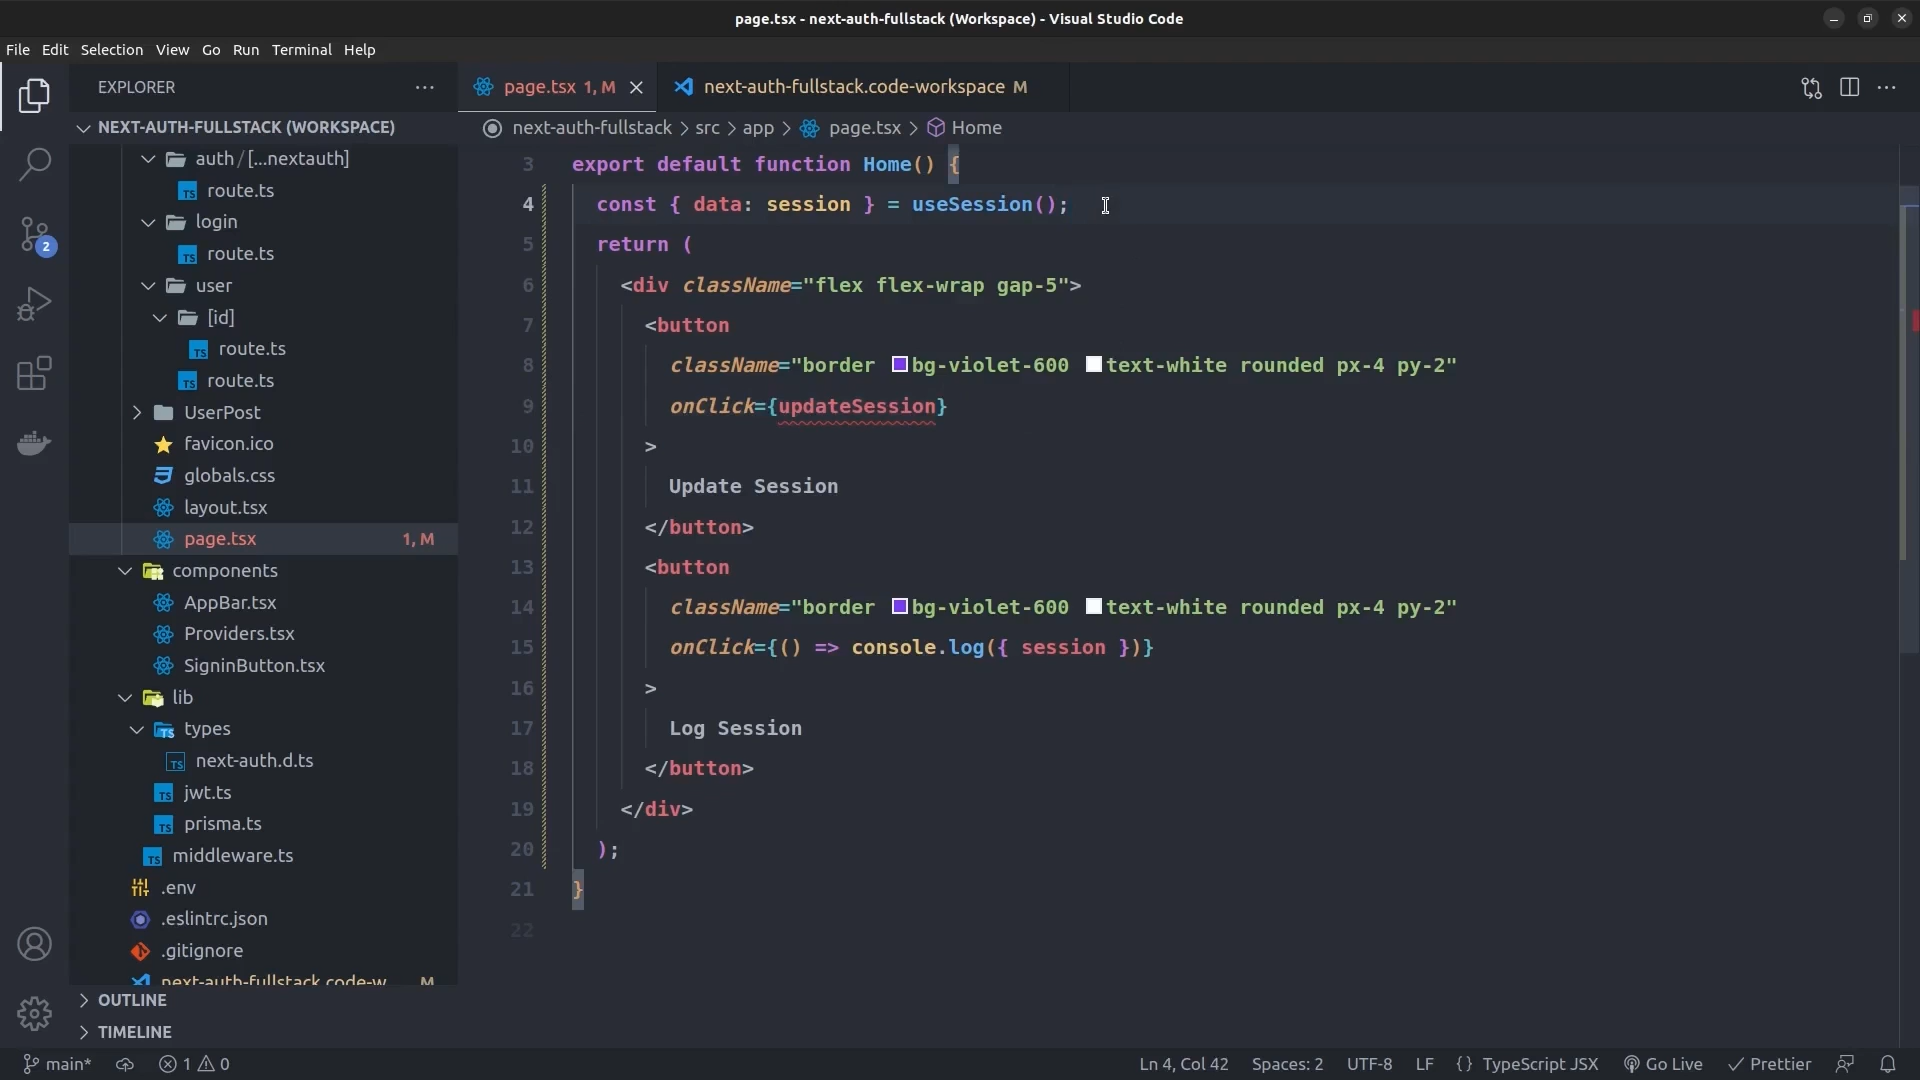 page.tsx - next-auth-fullstack (Workspace) - Visual Studio Code
File Edit Selection View Go Run Terminal Help
EXPLORER
NEXT-AUTH-FULLSTACK (WORKSPACE)
auth / [...nextauth]
route.ts
login
route.ts
user
[id]
route.ts
route.ts
UserPost
favicon.ico
globals.css
layout.tsx
page.tsx 1, M
components
AppBar.tsx
Providers.tsx
SigninButton.tsx
lib
types
next-auth.d.ts
jwt.ts
prisma.ts
middleware.ts
.env
.eslintrc.json
.gitignore
next-auth-fullstack.code-w... M
OUTLINE
TIMELINE
2
page.tsx 1, M
next-auth-fullstack.code-workspace M
next-auth-fullstack > src > app > page.tsx > Home
3 export default function Home() {
4 const { data: session } = useSession();
5 return (
6 <div className="flex flex-wrap gap-5">
7 <button
8 className="border bg-violet-600 text-white rounded px-4 py-2"
9 onClick={updateSession}
10 >
11 Update Session
12 </button>
13 <button
14 className="border bg-violet-600 text-white rounded px-4 py-2"
15 onClick={() => console.log({ session })}
16 >
17 Log Session
18 </button>
19 </div>
20 );
21 }
22
main* 1 0 Ln 4, Col 42 Spaces: 2 UTF-8 LF {} TypeScript JSX Go Live Prettier